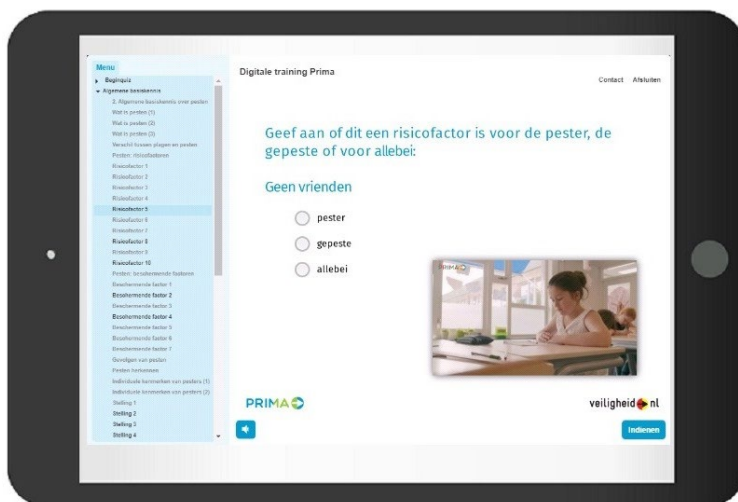 Menu
Beginquiz
Algemene basiskennis
2. Algemene basiskennis over pesten
Wat is pesten (1)
Wat is pesten (2)
Wat is pesten (3)
Verschil tussen plagen en pesten
Pesten: risicofactoren
Risicofactor 1
Risicofactor 2
Risicofactor 3
Risicofactor 4
Risicofactor 5
Risicofactor 6
Risicofactor 7
Risicofactor 8
Risicofactor 9
Risicofactor 10
Pesten: beschermende factoren
Beschermende factor 1
Beschermende factor 2
Beschermende factor 3
Beschermende factor 4
Beschermende factor 5
Beschermende factor 6
Beschermende factor 7
Gevolgen van pesten
Pesten herkennen
Individuele kenmerken van pesters (1)
Individuele kenmerken van pesters (2)
Stelling 1
Stelling 2
Stelling 3
Stelling 4
Digitale training Prima
Contact Afsluiten
Geef aan of dit een risicofactor is voor de pester, de
gepeste of voor allebei:
Geen vrienden
pester
gepeste
allebei
PRIMA
PRIMA
veiligheid nl
Indienen